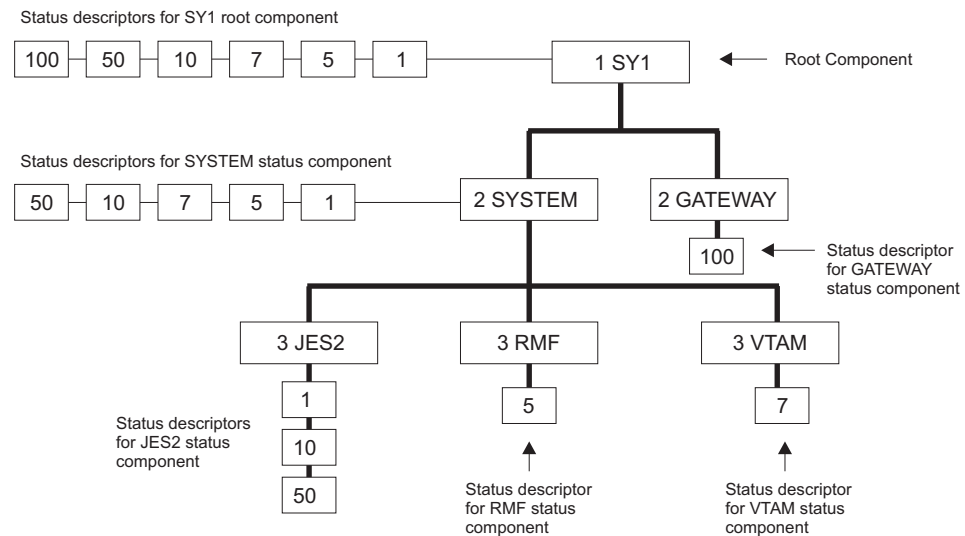 Status descriptors for SY1 root component
100 50 10 7 5 1
1 SY1
Root Component
Status descriptors for SYSTEM status component
50 10 7 5 1
2 SYSTEM
2 GATEWAY
100
Status descriptor
for GATEWAY
status component
3 JES2
3 RMF
3 VTAM
1
10
50
5
7
Status descriptors
for JES2 status
component
Status descriptor
for RMF status
component
Status descriptor
for VTAM status
component